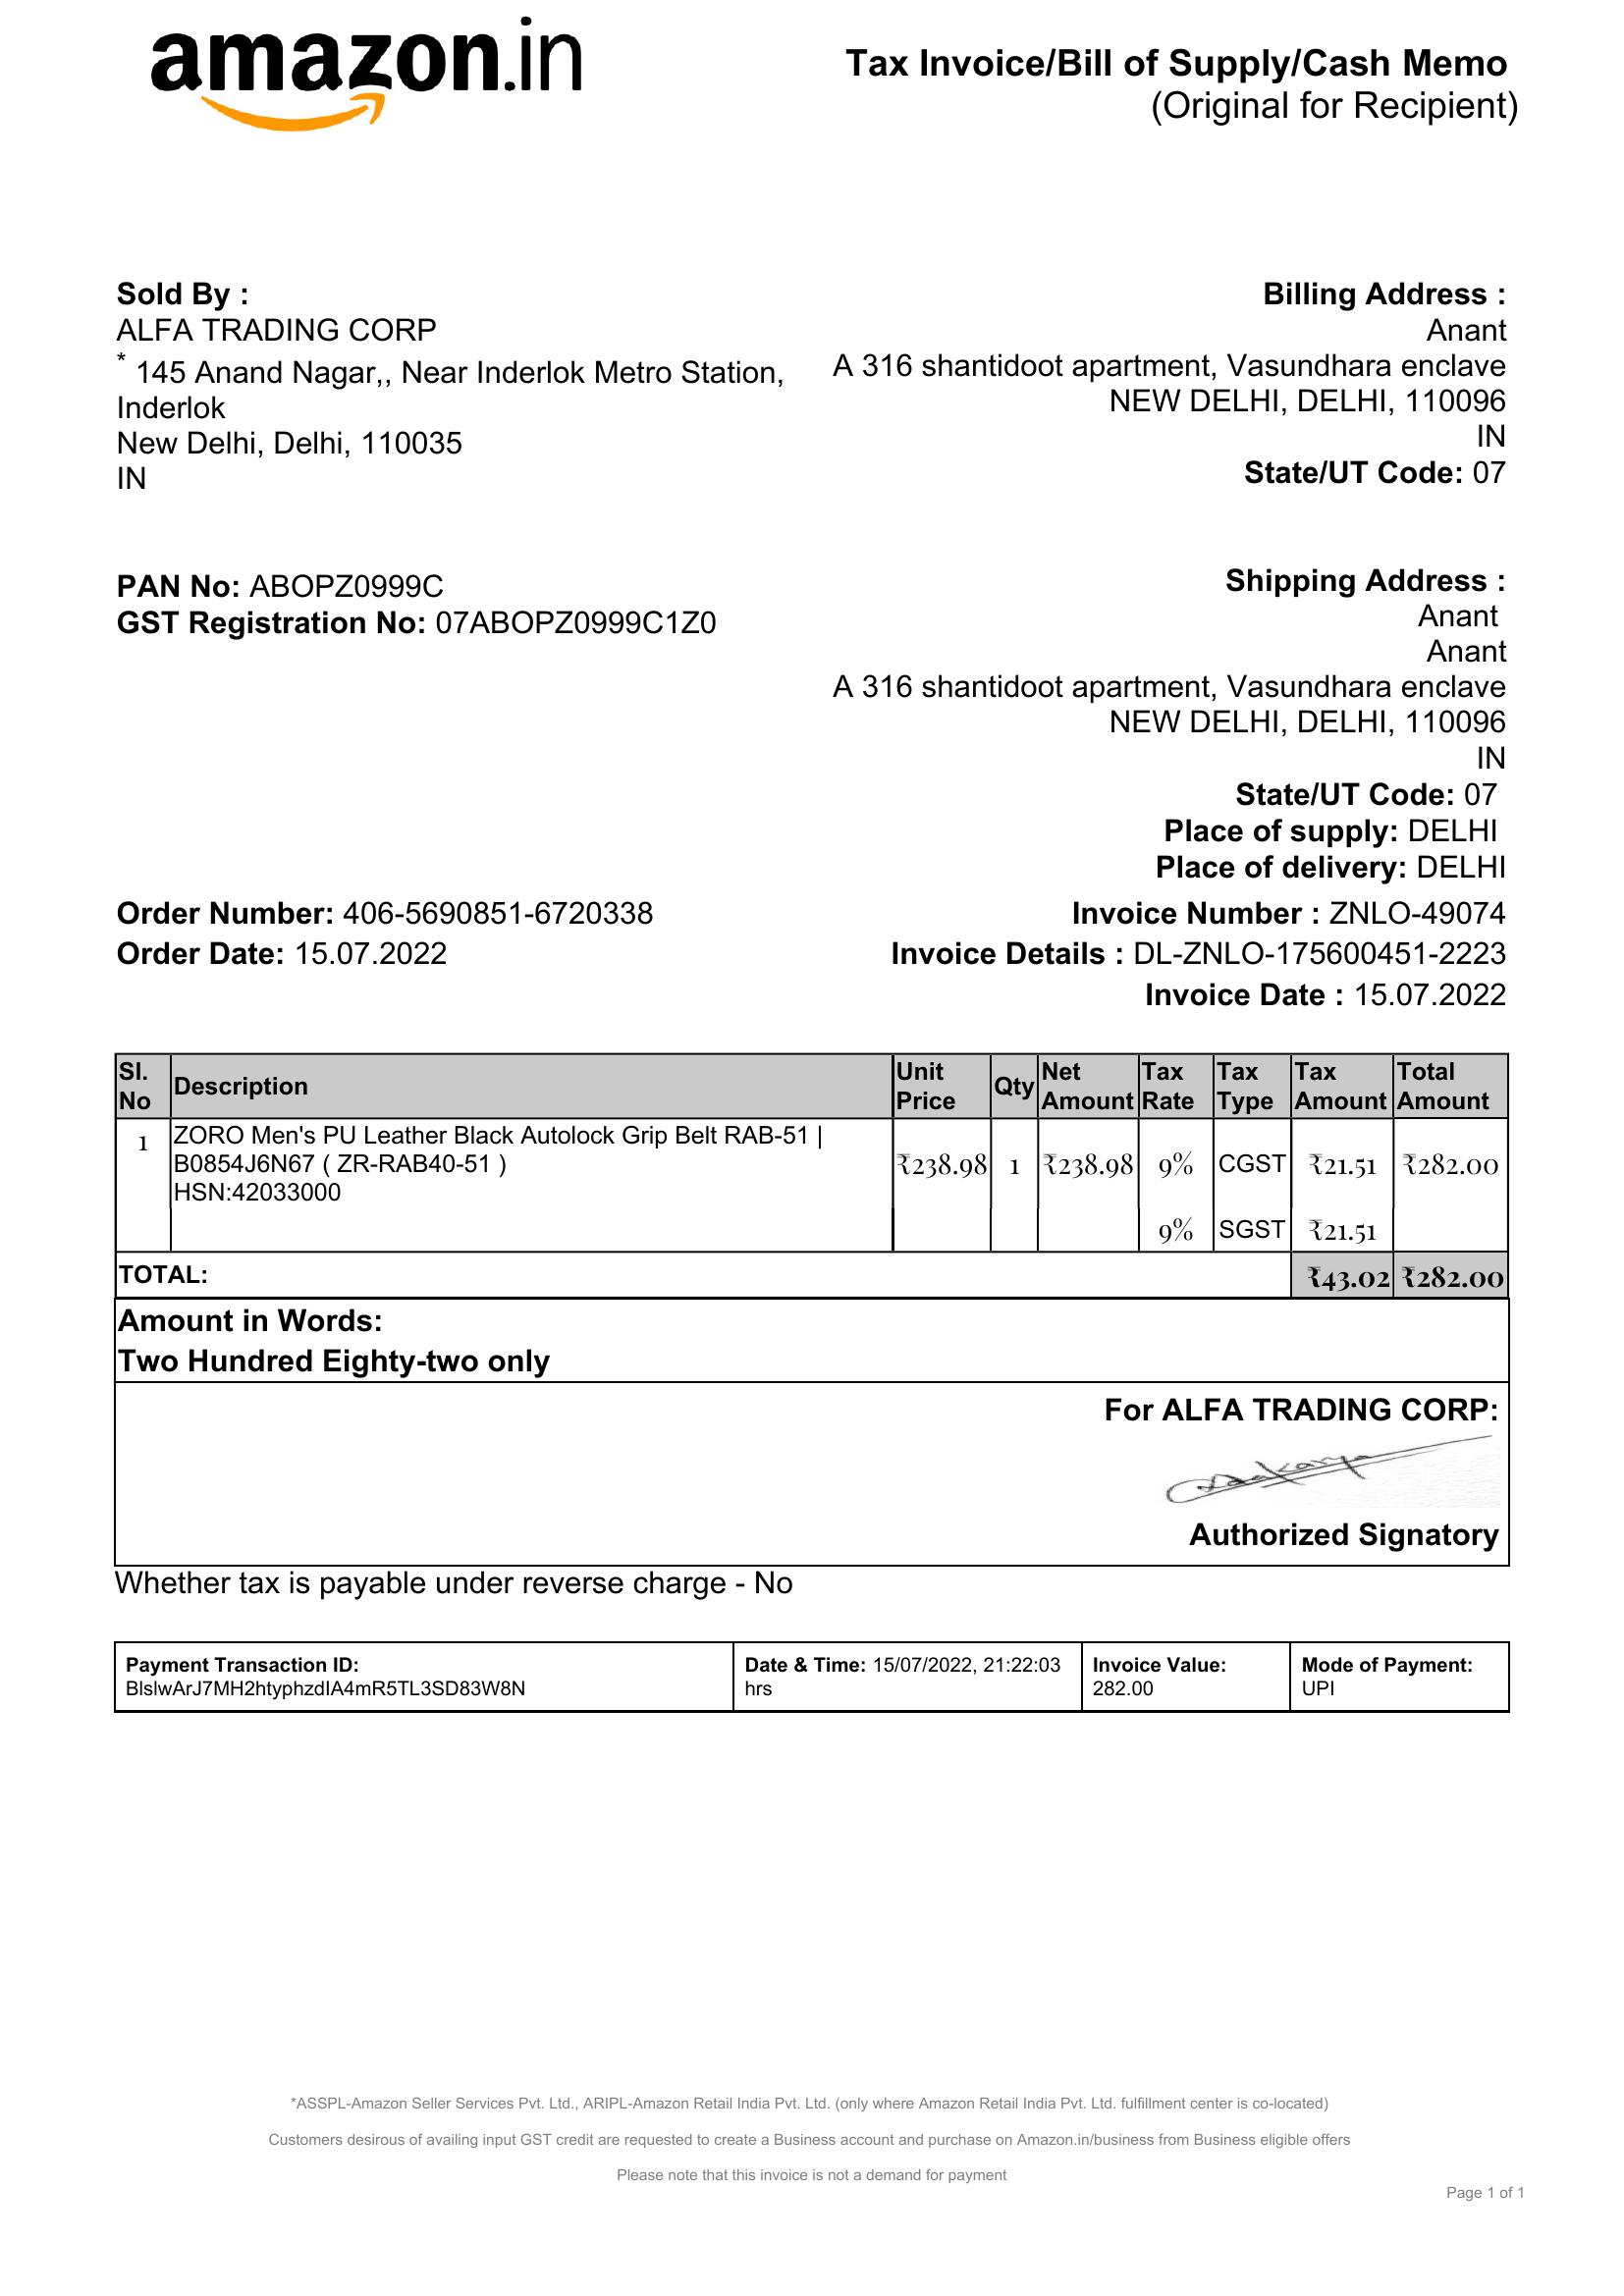 amazon.in
Tax Invoice/Bill of Supply/Cash Memo
(Original for Recipient)
Sold By :
ALFA TRADING CORP
* 145 Anand Nagar,, Near Inderlok Metro Station,
Inderlok
New Delhi, Delhi, 110035
IN
Billing Address :
Anant
A 316 shantidoot apartment, Vasundhara enclave
NEW DELHI, DELHI, 110096
IN
State/UT Code: 07
PAN No: ABOPZ0999C
GST Registration No: 07ABOPZ0999C1Z0
Shipping Address :
Anant
Anant
A 316 shantidoot apartment, Vasundhara enclave
NEW DELHI, DELHI, 110096
IN
State/UT Code: 07
Place of supply: DELHI
Place of delivery: DELHI
Order Number: 406-5690851-6720338
Order Date: 15.07.2022
Invoice Number : ZNLO-49074
Invoice Details : DL-ZNLO-175600451-2223
Invoice Date : 15.07.2022
Sl. No Description Unit Price Qty Net Amount Tax Rate Tax Type Tax Amount Total Amount
1 ZORO Men's PU Leather Black Autolock Grip Belt RAB-51 |
B0854J6N67 ( ZR-RAB40-51 ) ₹238.98 1 ₹238.98 9% CGST ₹21.51 ₹282.00
HSN:42033000
9% SGST ₹21.51
TOTAL: ₹43.02 ₹282.00
Amount in Words:
Two Hundred Eighty-two only
For ALFA TRADING CORP:
Authorized Signatory
Whether tax is payable under reverse charge - No
Payment Transaction ID:
BlslwArJ7MH2htyphzdIA4mR5TL3SD83W8N
Date & Time: 15/07/2022, 21:22:03
hrs
Invoice Value:
282.00
Mode of Payment:
UPI
*ASSPL-Amazon Seller Services Pvt. Ltd., ARIPL-Amazon Retail India Pvt. Ltd. (only where Amazon Retail India Pvt. Ltd. fulfillment center is co-located)
Customers desirous of availing input GST credit are requested to create a Business account and purchase on Amazon.in/business from Business eligible offers
Please note that this invoice is not a demand for payment
Page 1 of 1